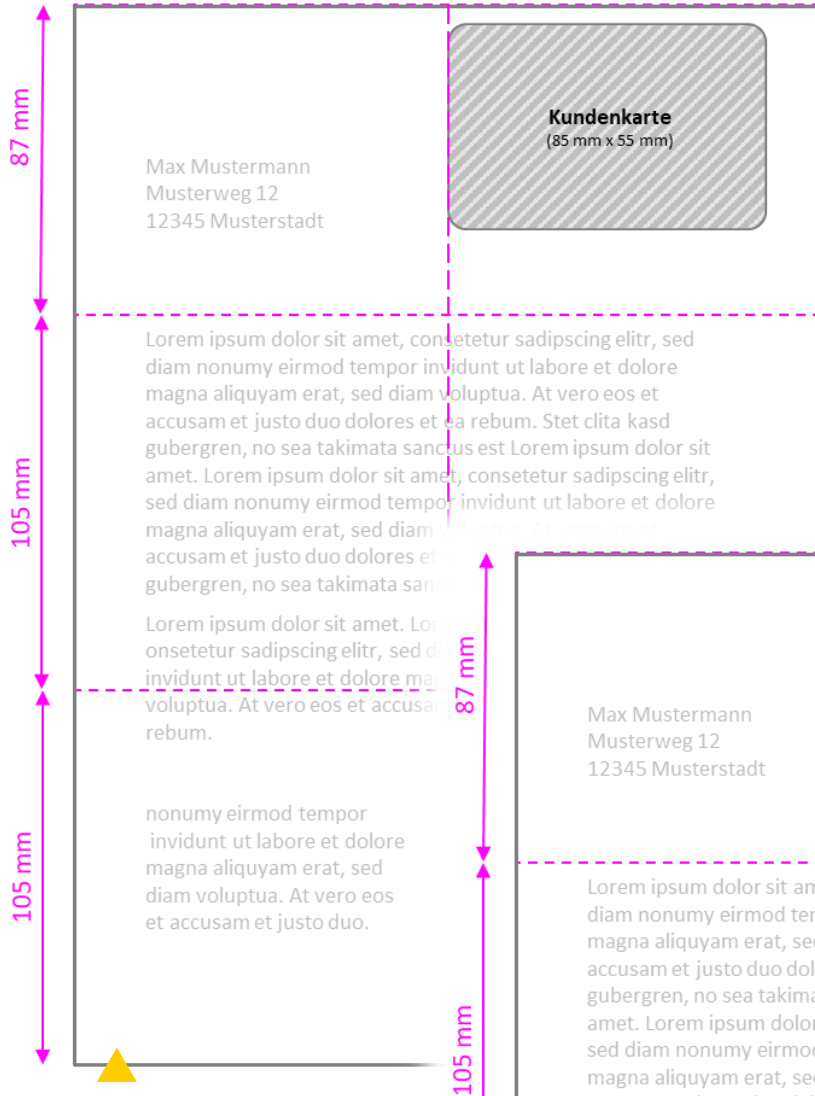 87 mm
Kundenkarte
(85 mm x 55 mm)
Max Mustermann
Musterweg 12
12345 Musterstadt
105 mm
Lorem ipsum dolor sit amet, consetetur sadipscing elitr, sed
diam nonumy eirmod tempor invidunt ut labore et dolore
magna aliquyam erat, sed diam voluptua. At vero eos et
accusam et justo duo dolores et ea rebum. Stet clita kasd
gubergren, no sea takimata sanctus est Lorem ipsum dolor sit
amet. Lorem ipsum dolor sit amet, consetetur sadipscing elitr,
sed diam nonumy eirmod tempor invidunt ut labore et dolore
magna aliquyam erat, sed diam
accusam et justo duo dolores et
gubergren, no sea takimata sanc
Lorem ipsum dolor sit amet. Lor
onsetetur sadipscing elitr, sed di
invidunt ut labore et dolore mag
voluptua. At vero eos et accusa
rebum.
105 mm
nonumy eirmod tempor
invidunt ut labore et dolore
magna aliquyam erat, sed
diam voluptua. At vero eos
et accusam et justo duo.
87 mm
Max Mustermann
Musterweg 12
12345 Musterstadt
105 mm
Lorem ipsum dolor sit am
diam nonumy eirmod ter
magna aliquyam erat, sed
accusam et justo duo dol
gubergren, no sea takima
amet. Lorem ipsum dolor
sed diam nonumy eirmod
magna aliquyam erat, sed